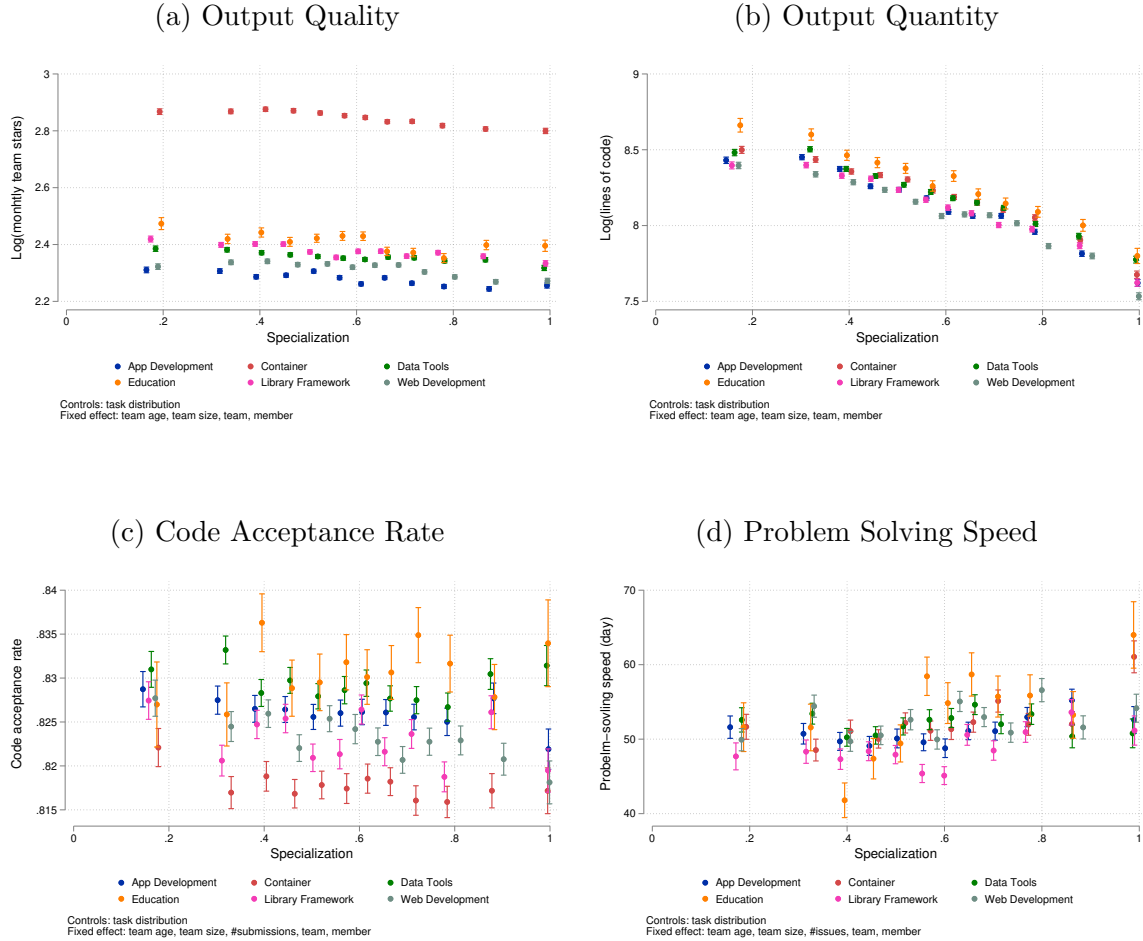 (a) Output Quality
(b) Output Quantity
Log(monhtly team stars)
3
2.8
2.6
2.4
2.2
0 .2 .4 .6 .8 1
Specialization
App Development Container Data Tools
Education Library Framework Web Development
Controls: task distribution
Fixed effect: team age, team size, team, member
Log(lines of code)
9
8.5
8
7.5
0 .2 .4 .6 .8 1
Specialization
App Development Container Data Tools
Education Library Framework Web Development
Controls: task distribution
Fixed effect: team age, team size, team, member
(c) Code Acceptance Rate
(d) Problem Solving Speed
Code acceptance rate
.84
.835
.83
.825
.82
.815
0 .2 .4 .6 .8 1
Specialization
App Development Container Data Tools
Education Library Framework Web Development
Controls: task distribution
Fixed effect: team age, team size, #submissions, team, member
Probelm-sovling speed (day)
70
60
50
40
0 .2 .4 .6 .8 1
Specialization
App Development Container Data Tools
Education Library Framework Web Development
Controls: task distribution
Fixed effect: team age, team size, #issues, team, member